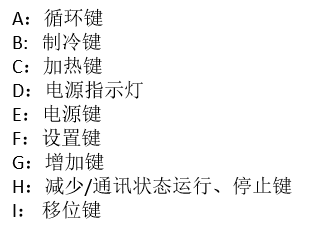 A：循环键
B：制冷键
C：加热键
D：电源指示灯
E：电源键
F：设置键
G：增加键
H：减少/通讯状态运行、停止键
I：移位键